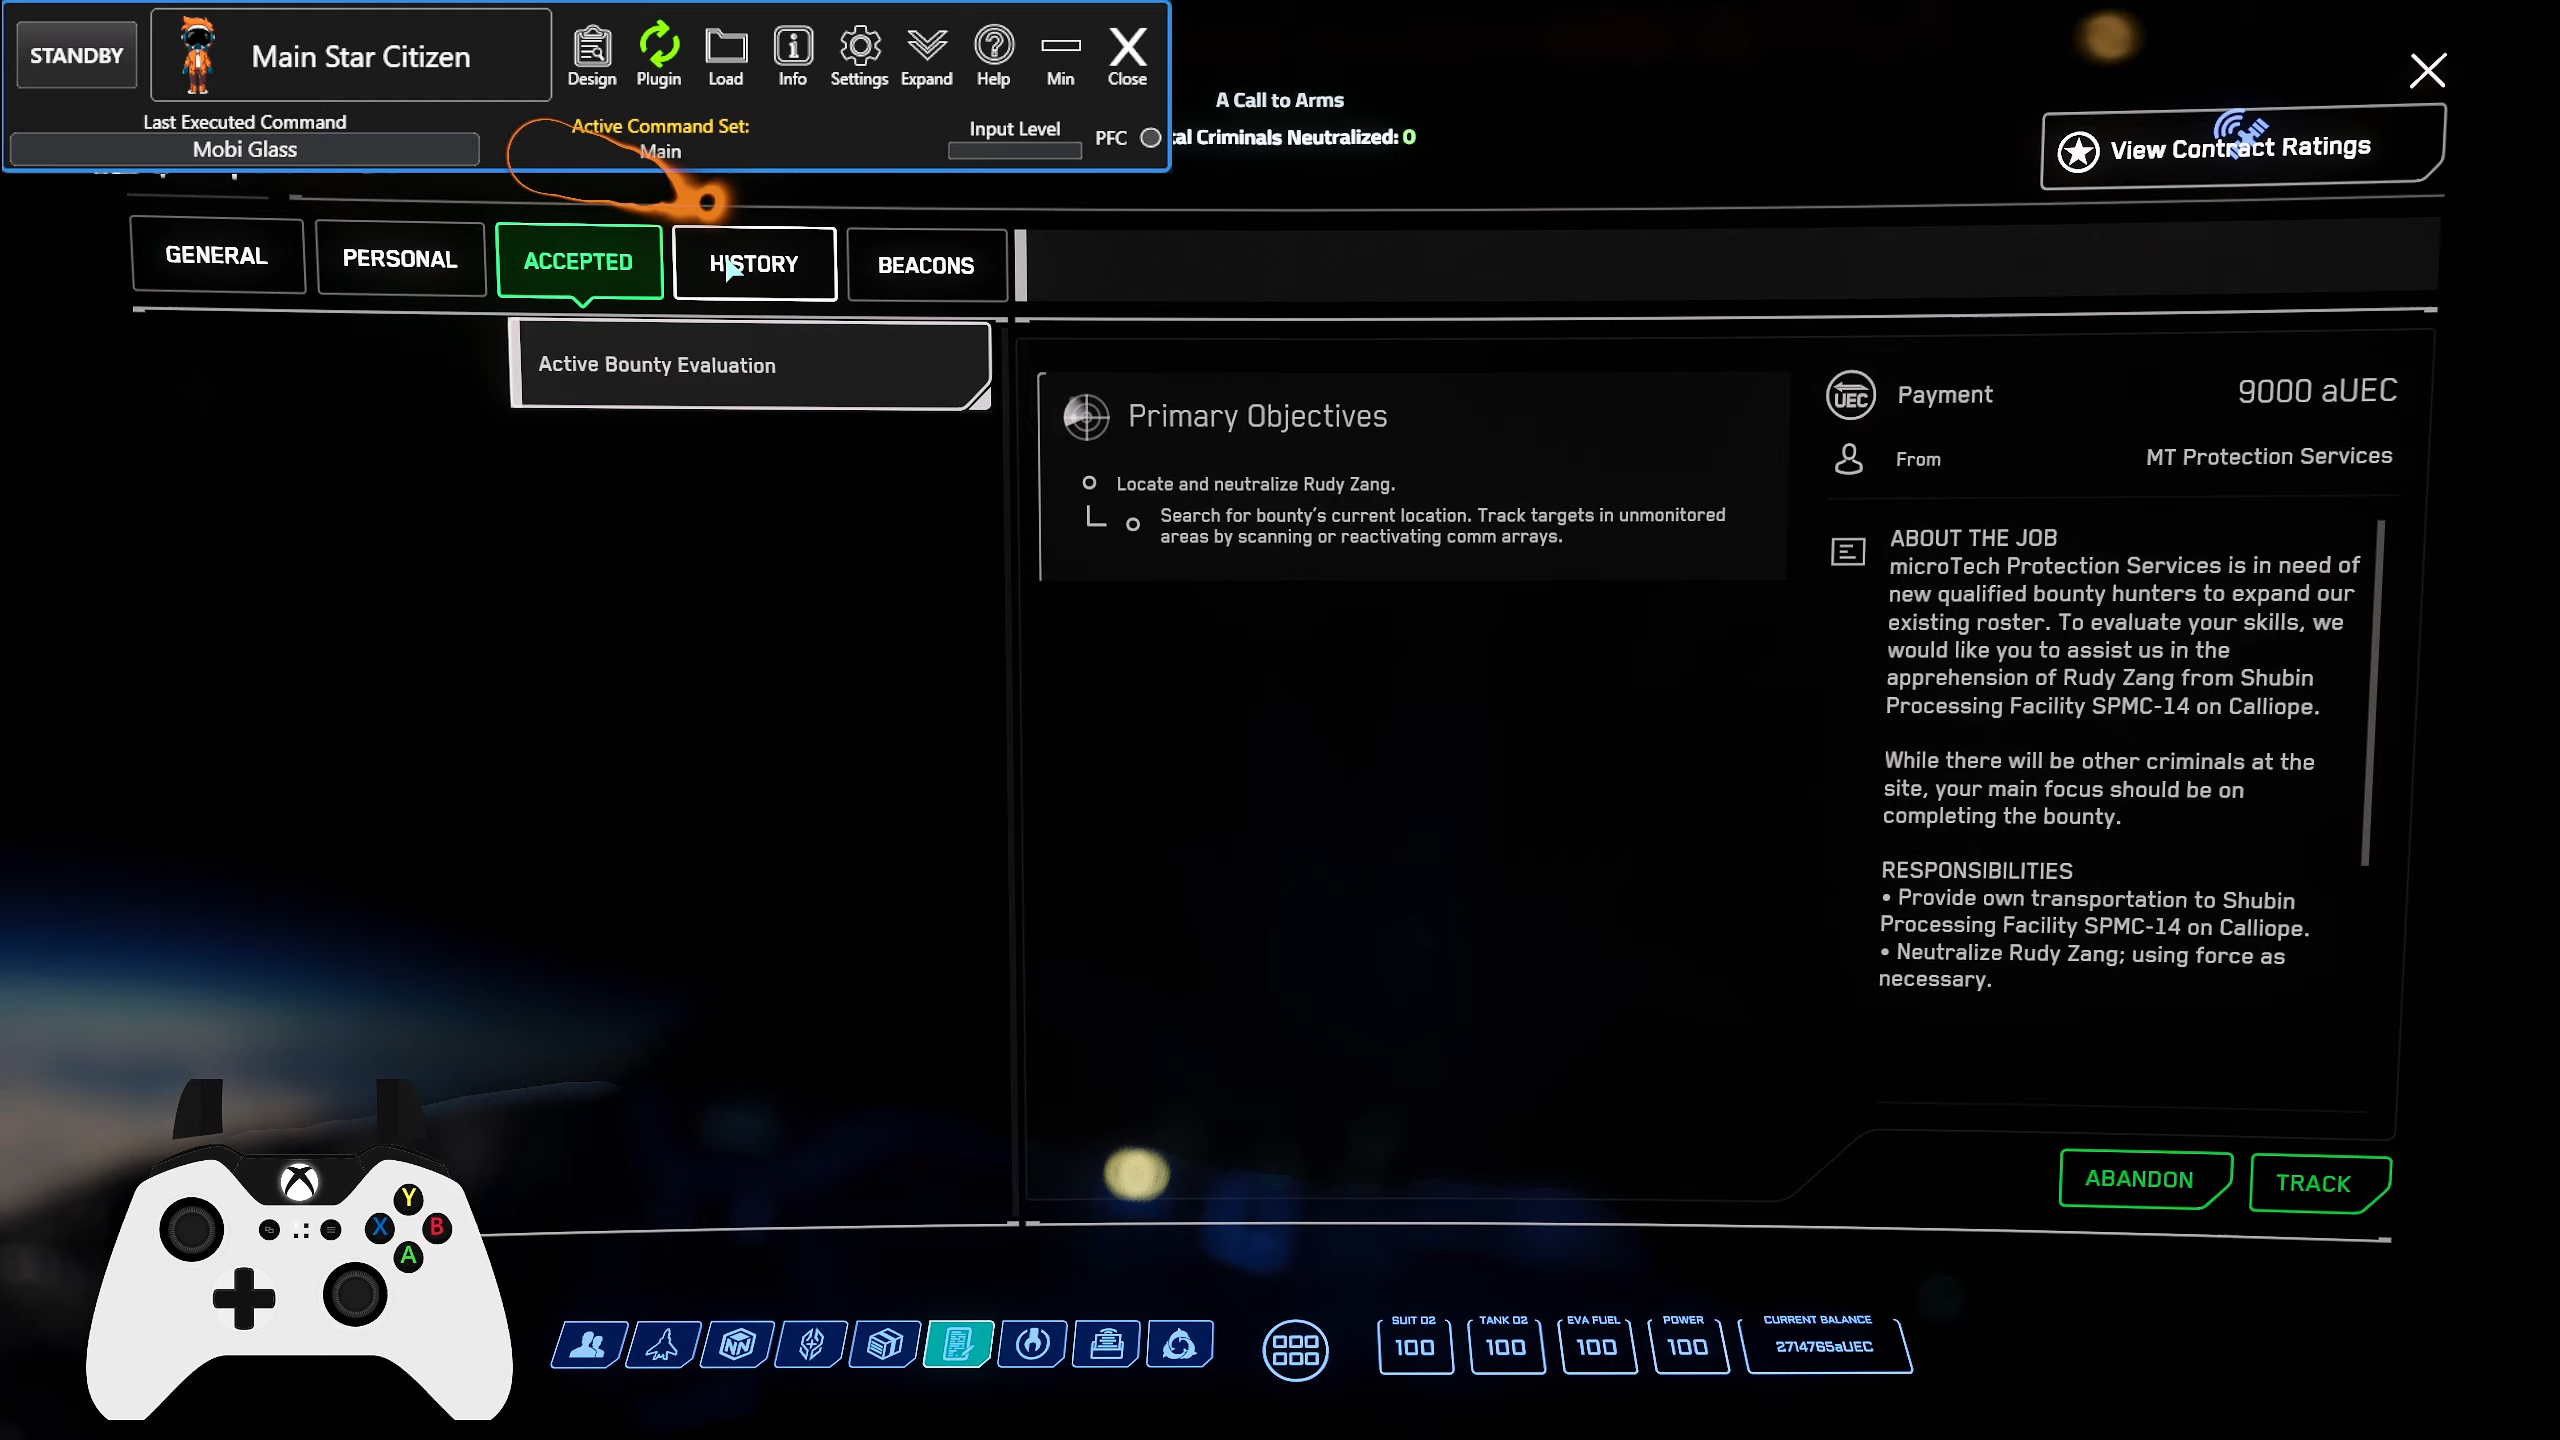 STANDBY
Main Star Citizen
Design
Plugin
Load
Info
Settings
Expand
Help
Min
Close
Last Executed Command
Mobi Glass
Active Command Set:
Main
Input Level
PFC
A Call to Arms
al Criminals Neutralized: 0
View Contract Ratings
GENERAL
PERSONAL
ACCEPTED
HISTORY
BEACONS
Active Bounty Evaluation
Primary Objectives
Locate and neutralize Rudy Zang.
Search for bounty's current location. Track targets in unmonitored
areas by scanning or reactivating comm arrays.
UEC
Payment
9000 aUEC
From
MT Protection Services
ABOUT THE JOB
microTech Protection Services is in need of
new qualified bounty hunters to expand our
existing roster. To evaluate your skills, we
would like you to assist us in the
apprehension of Rudy Zang from Shubin
Processing Facility SPMC-14 on Calliope.
While there will be other criminals at the
site, your main focus should be on
completing the bounty.
RESPONSIBILITIES
• Provide own transportation to Shubin
Processing Facility SPMC-14 on Calliope.
• Neutralize Rudy Zang; using force as
necessary.
ABANDON
TRACK
Y
X
B
A
SUIT O2
100
TANK O2
100
EVA FUEL
100
POWER
100
CURRENT BALANCE
2714765aUEC